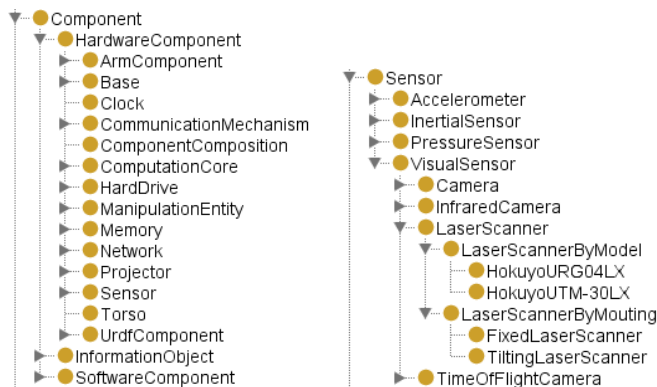 Component
HardwareComponent
ArmComponent
Base
Clock
CommunicationMechanism
ComponentComposition
ComputationCore
HardDrive
ManipulationEntity
Memory
Network
Projector
Sensor
Torso
UrdfComponent
InformationObject
SoftwareComponent
Sensor
Accelerometer
InertialSensor
PressureSensor
VisualSensor
Camera
InfraredCamera
LaserScanner
LaserScannerByModel
HokuyoURG04LX
HokuyoUTM-30LX
LaserScannerByMouting
FixedLaserScanner
TiltingLaserScanner
TimeOfFlightCamera